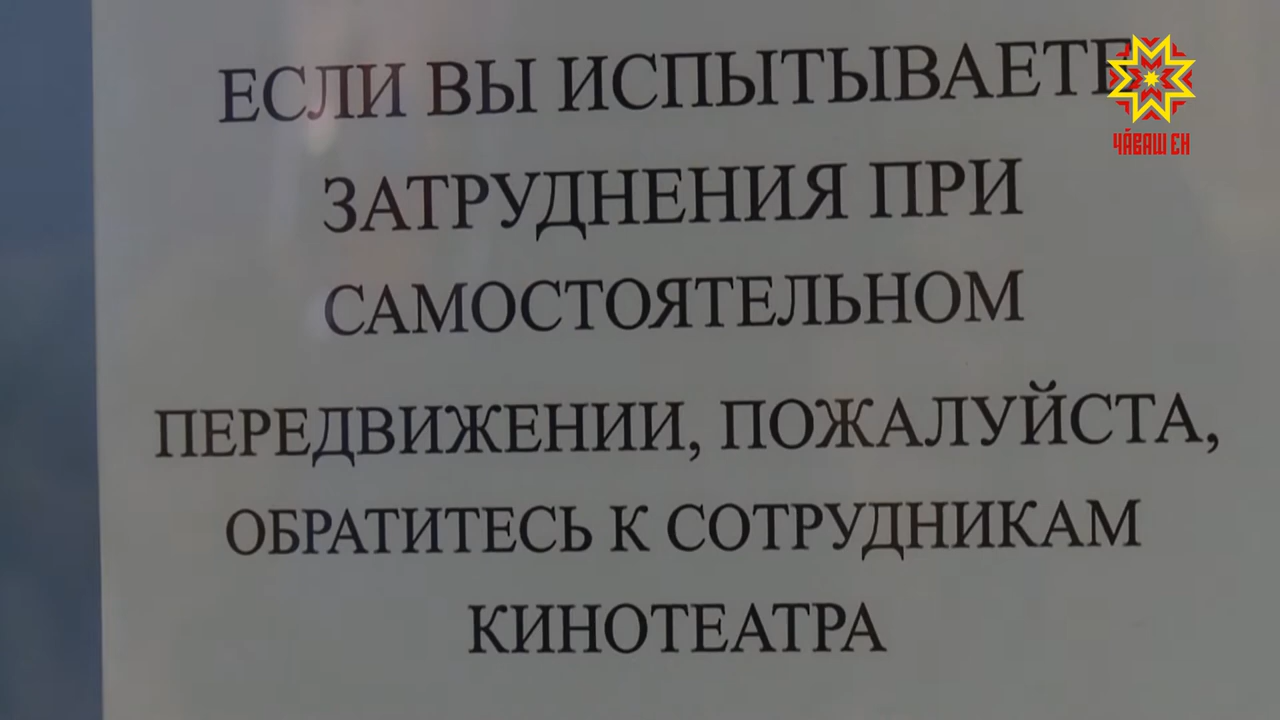 ЕСЛИ ВЫ ИСПЫТЫВАЕТЕ
ЧӐВАШ ЕН
ЗАТРУДНЕНИЯ ПРИ
САМОСТОЯТЕЛЬНОМ
ПЕРЕДВИЖЕНИИ, ПОЖАЛУЙСТА,
ОБРАТИТЕСЬ К СОТРУДНИКАМ
КИНОТЕАТРА